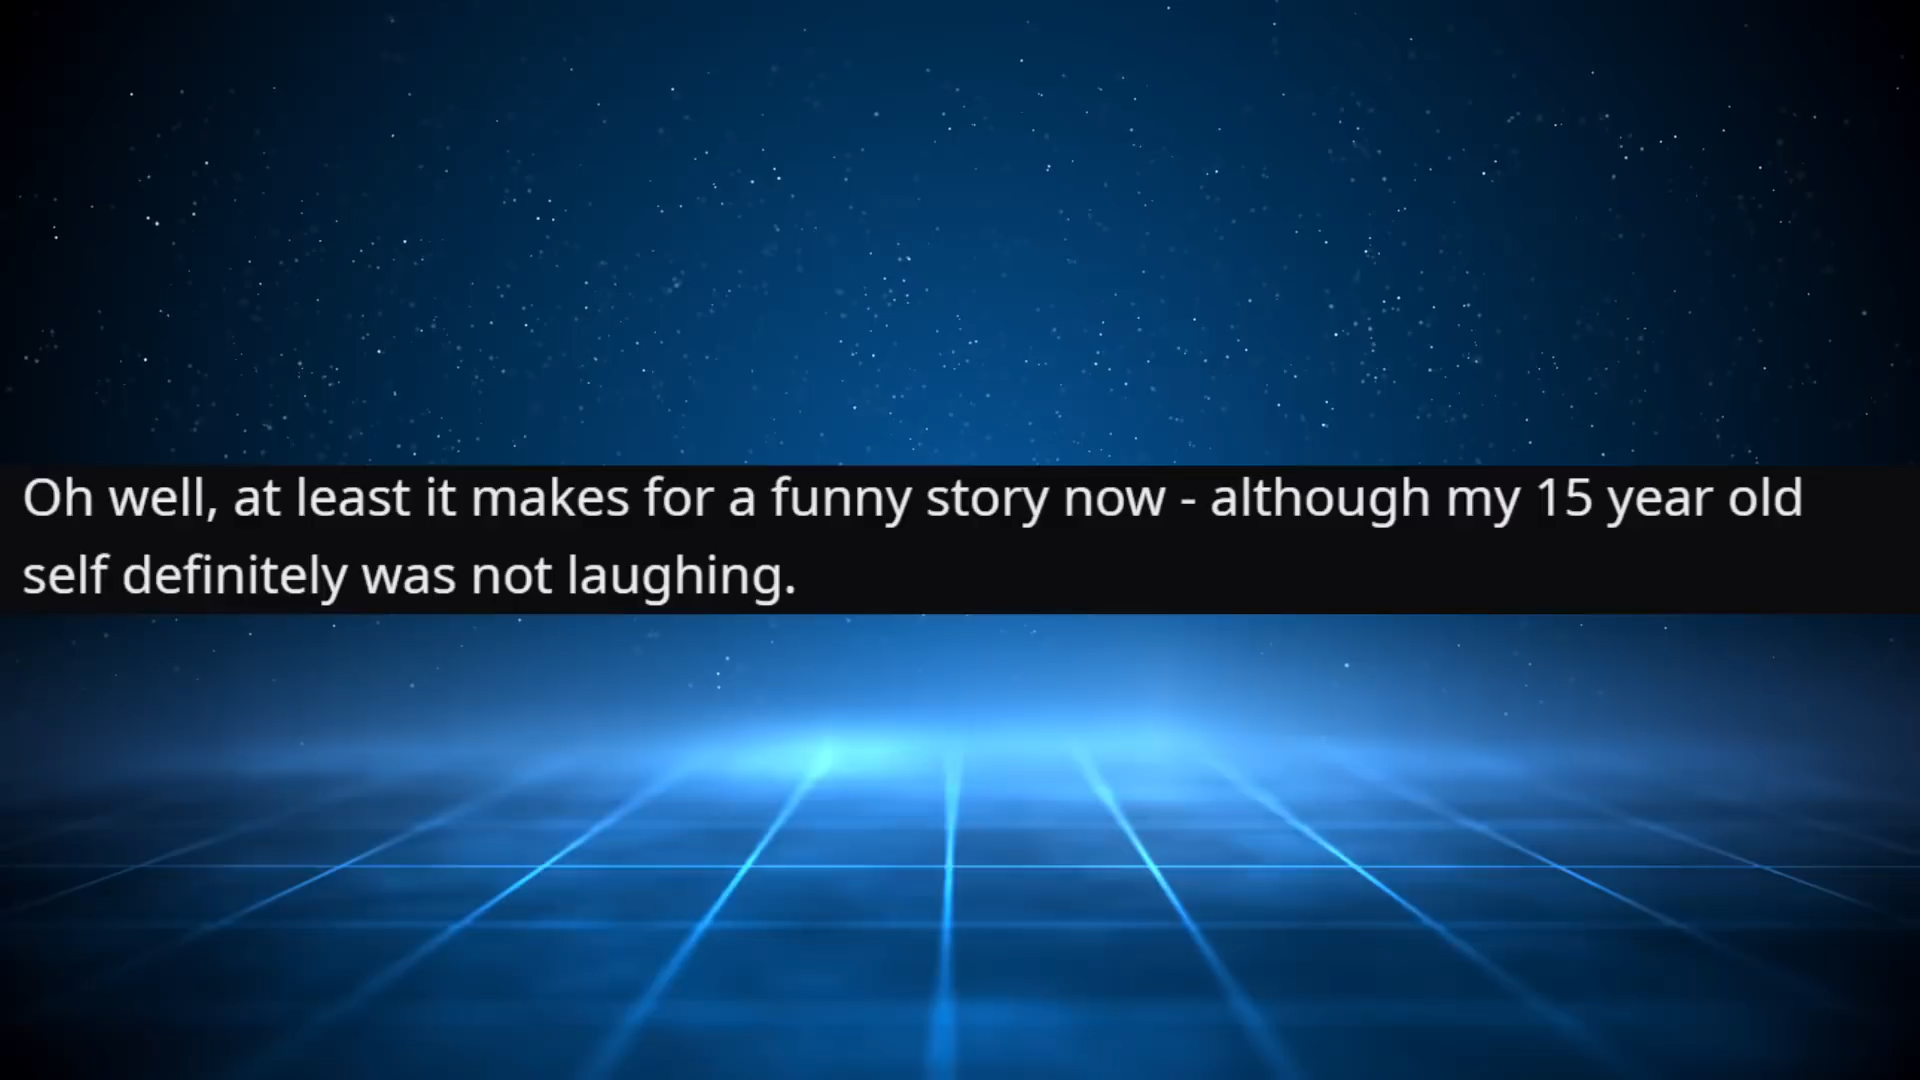 Oh well, at least it makes for a funny story now - although my 15 year old
self definitely was not laughing.